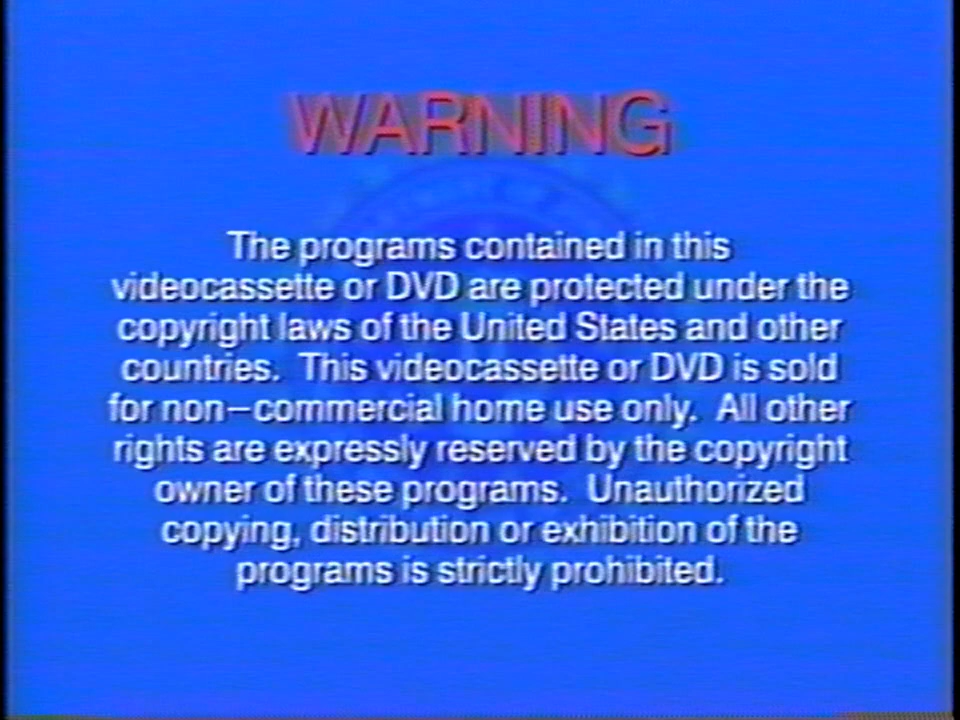 WARNING
The programs contained in this
videocassette or DVD are protected under the
copyright laws of the United States and other
countries.  This videocassette or DVD is sold
for non–commercial home use only.  All other
rights are expressly reserved by the copyright
owner of these programs.  Unauthorized
copying, distribution or exhibition of the
programs is strictly prohibited.